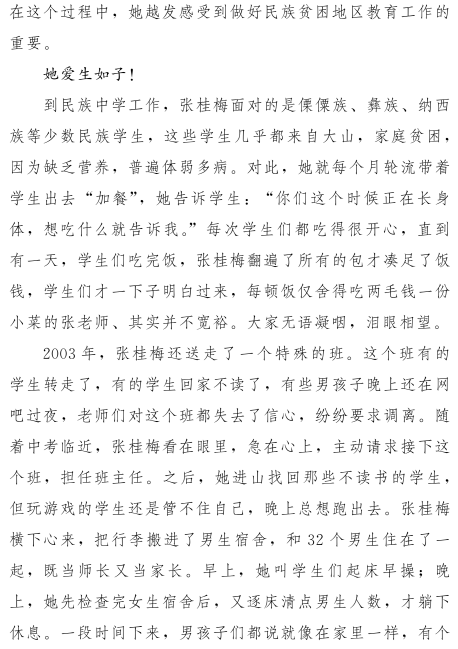 在这个过程中，她越发感受到做好民族贫困地区教育工作的
重要。
她爱生如子！
到民族中学工作，张桂梅面对的是傈僳族、彝族、纳西
族等少数民族学生，这些学生几乎都来自大山，家庭贫困，
因为缺乏营养，普遍体弱多病。对此，她就每个月轮流带着
学生出去“加餐”，她告诉学生：“你们这个时候正在长身
体，想吃什么就告诉我。”每次学生们都吃得很开心，直到
有一天，学生们吃完饭，张桂梅翻遍了所有的包才凑足了饭
钱，学生们才一下子明白过来，每顿饭仅舍得吃两毛钱一份
小菜的张老师、其实并不宽裕。大家无语凝咽，泪眼相望。
2003 年，张桂梅还送走了一个特殊的班。这个班有的
学生转走了，有的学生回家不读了，有些男孩子晚上还在网
吧过夜，老师们对这个班都失去了信心，纷纷要求调离。随
着中考临近，张桂梅看在眼里，急在心上，主动请求接下这
个班，担任班主任。之后，她进山找回那些不读书的学生，
但玩游戏的学生还是管不住自己，晚上总想跑出去。张桂梅
横下心来，把行李搬进了男生宿舍，和 32 个男生住在了一
起，既当师长又当家长。早上，她叫学生们起床早操；晚
上，她先检查完女生宿舍后，又逐床清点男生人数，才躺下
休息。一段时间下来，男孩子们都说就像在家里一样，有个